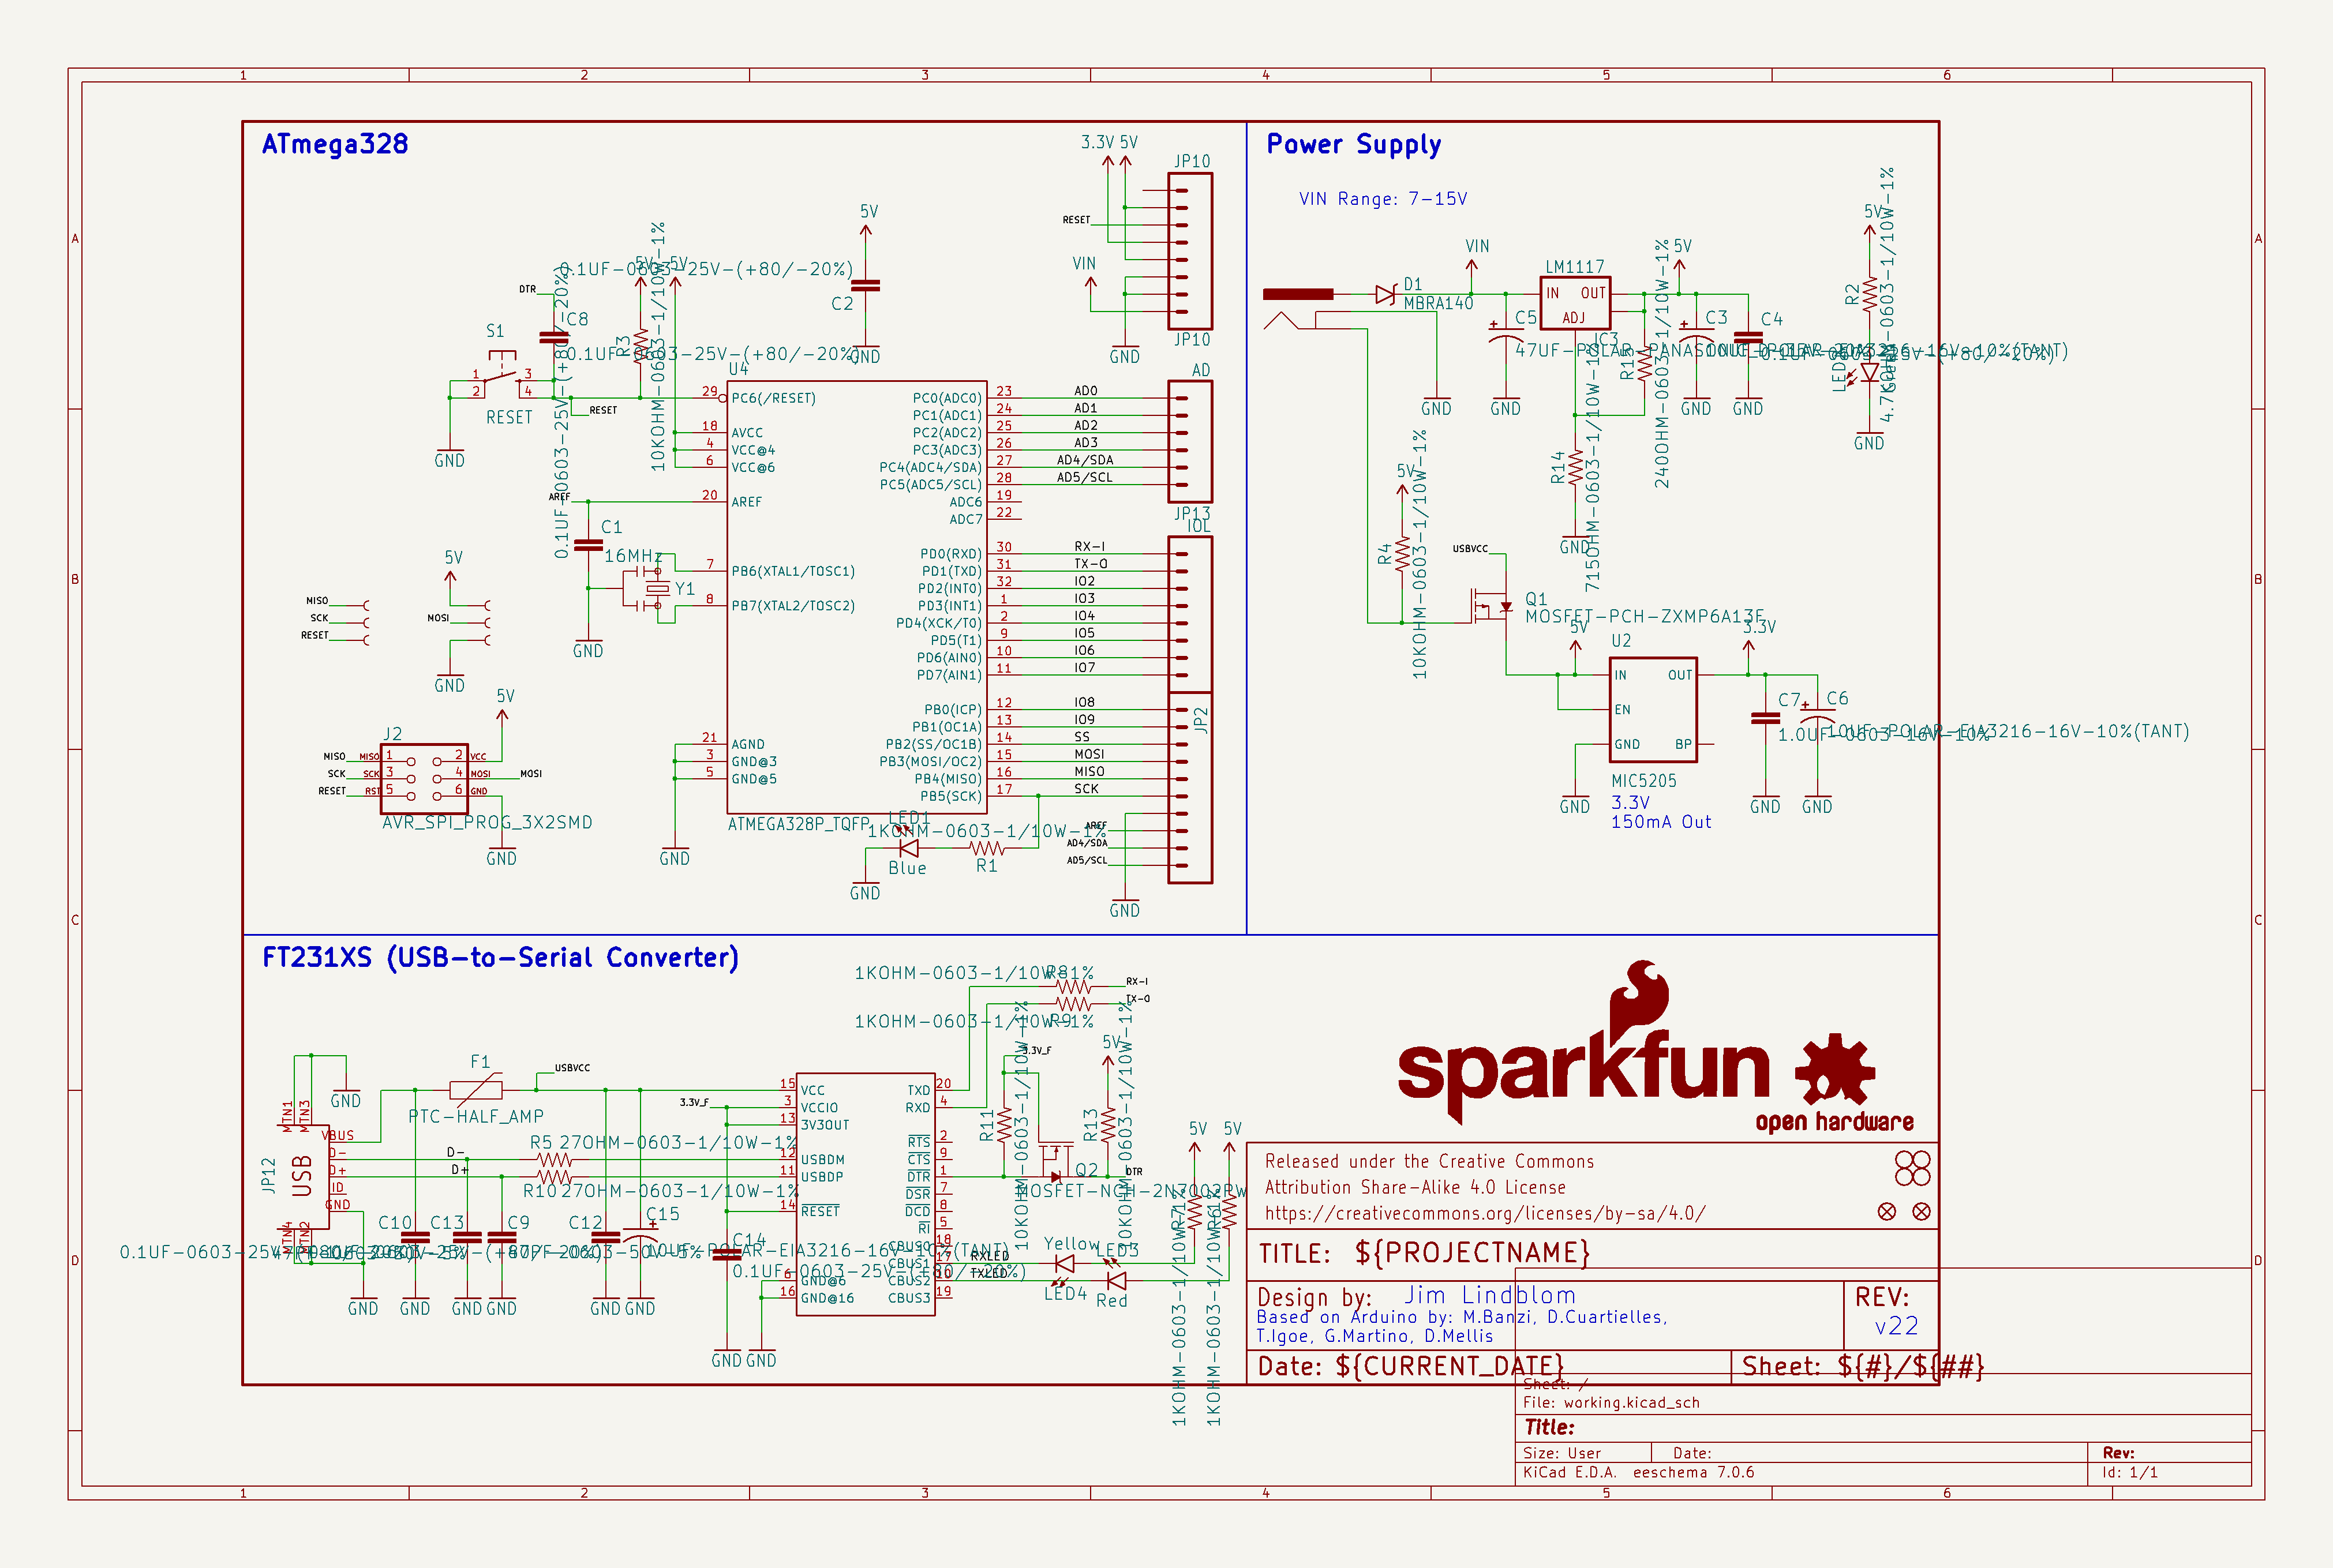 1 2 3 4 5 6
A
B
C
D
ATmega328
DTR
S1
C8
1
2
3
4
RESET
RESET
GND
0.1UF-0603-25V-(+80/-20%)
5V
R3
10KOHM-0603-1/10W-1%
5V
0.1UF-0603-25V-(+80/-20%)
5V
C2
GND
0.1UF-0603-25V-(+80/-20%)
AREF
C1
16MHz
Y1
GND
MISO
SCK
RESET
5V
MOSI
GND
J2
5V
MISO MISO 1 2 VCC
SCK SCK 3 4 MOSI MOSI
RESET RST 5 6 GND
AVR_SPI_PROG_3X2SMD
GND
U4
29 PC6(/RESET)
18 AVCC
4 VCC@4
6 VCC@6
20 AREF
7 PB6(XTAL1/TOSC1)
8 PB7(XTAL2/TOSC2)
21 AGND
3 GND@3
5 GND@5
GND
PC0(ADC0) 23 AD0
PC1(ADC1) 24 AD1
PC2(ADC2) 25 AD2
PC3(ADC3) 26 AD3
PC4(ADC4/SDA) 27 AD4/SDA
PC5(ADC5/SCL) 28 AD5/SCL
ADC6 19
ADC7 22
PD0(RXD) 30 RX-I
PD1(TXD) 31 TX-O
PD2(INT0) 32 IO2
PD3(INT1) 1 IO3
PD4(XCK/T0) 2 IO4
PD5(T1) 9 IO5
PD6(AIN0) 10 IO6
PD7(AIN1) 11 IO7
PB0(ICP) 12 IO8
PB1(OC1A) 13 IO9
PB2(SS/OC1B) 14 SS
PB3(MOSI/OC2) 15 MOSI
PB4(MISO) 16 MISO
PB5(SCK) 17 SCK
ATMEGA328P_TQFP
LED1
Blue
1KOHM-0603-1/10W-1%
R1
GND
AREF
AD4/SDA
AD5/SCL
GND
3.3V 5V
JP10
RESET
VIN
JP10
GND
AD
JP13
IOL
JP2
Power Supply
VIN Range: 7-15V
D1
MBRA140
VIN
GND
C5
47UF-POLAR-PANASONIC_D-35V-20%
GND
LM1117
IN OUT
ADJ
IC3
R15
240OHM-0603-1/10W-1%
R14
715OHM-0603-1/10W-1%
GND
5V
C3
10UF-POLAR-EIA3216-16V-10%(TANT)
GND
C4
0.1UF-0603-25V-(+80/-20%)
GND
5V
R2
4.7KOHM-0603-1/10W-1%
Green
GND
5V
R4
10KOHM-0603-1/10W-1%
USBVCC
Q1
MOSFET-PCH-ZXMP6A13F
5V
U2
IN OUT
EN
GND BP
MIC5205
3.3V
150mA Out
GND
3.3V
C7
1.0UF-0603-16V-10%
GND
C6
10UF-POLAR-EIA3216-16V-10%(TANT)
GND
FT231XS (USB-to-Serial Converter)
MTN1
MTN3
GND
JP12
USB
VBUS
D-
D+
ID
GND
MTN4
MTN2
F1
PTC-HALF_AMP
USBVCC
D-
D+
R5 27OHM-0603-1/10W-1%
R10 27OHM-0603-1/10W-1%
C10
C13
C9
C12
C15
0.1UF-0603-25V-(+80/-20%)
47PF-0603-50V-5%
0.1UF-0603-25V-(+80/-20%)
47PF-0603-50V-5%
10UF-POLAR-EIA3216-16V-10%(TANT)
GND GND GND GND GND GND
3.3V_F
C14
0.1UF-0603-25V-(+80/-20%)
GND GND
15 VCC
3 VCCIO
13 3V3OUT
12 USBDM
11 USBDP
14 RESET
6 GND@6
16 GND@16
TXD 20
RXD 4
RTS 2
CTS 9
DTR 1
DSR 7
DCD 8
RI 5
CBUS0 18
CBUS1 17
CBUS2 10
CBUS3 19
1KOHM-0603-1/10W-1%
R8
RX-I
TX-O
1KOHM-0603-1/10W-1%
R9
3.3V_F
R11
10KOHM-0603-1/10W-1%
5V
R13
10KOHM-0603-1/10W-1%
Q2
MOSFET-NCH-2N7002PW
DTR
RXLED
TXLED
Yellow
LED4
LED3
Red
5V
5V
R7
1KOHM-0603-1/10W-1%
R6
1KOHM-0603-1/10W-1%
sparkfun
open hardware
Released under the Creative Commons
Attribution Share-Alike 4.0 License
https://creativecommons.org/licenses/by-sa/4.0/
TITLE: ${PROJECTNAME}
Design by: Jim Lindblom
Based on Arduino by: M.Banzi, D.Cuartielles,
T.Igoe, G.Martino, D.Mellis
REV:
v22
Date: ${CURRENT_DATE}
Sheet: ${#}/${##}
Sheet: /
File: working.kicad_sch
Title:
Size: User
Date:
Rev:
KiCad E.D.A. eeschema 7.0.6
Id: 1/1
1 2 3 4 5 6
A
B
C
D